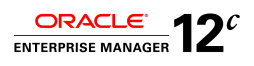 ORACLE
ENTERPRISE MANAGER 12c